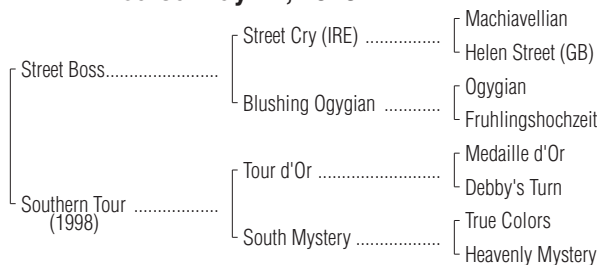 Machiavellian
Street Cry (IRE) ................
Helen Street (GB)
Street Boss........................
Ogygian
Blushing Ogygian ............
Fruhlingshochzeit
Medaille d'Or
Tour d'Or ..........................
Debby's Turn
Southern Tour ..................
(1998)
True Colors
South Mystery ..................
Heavenly Mystery